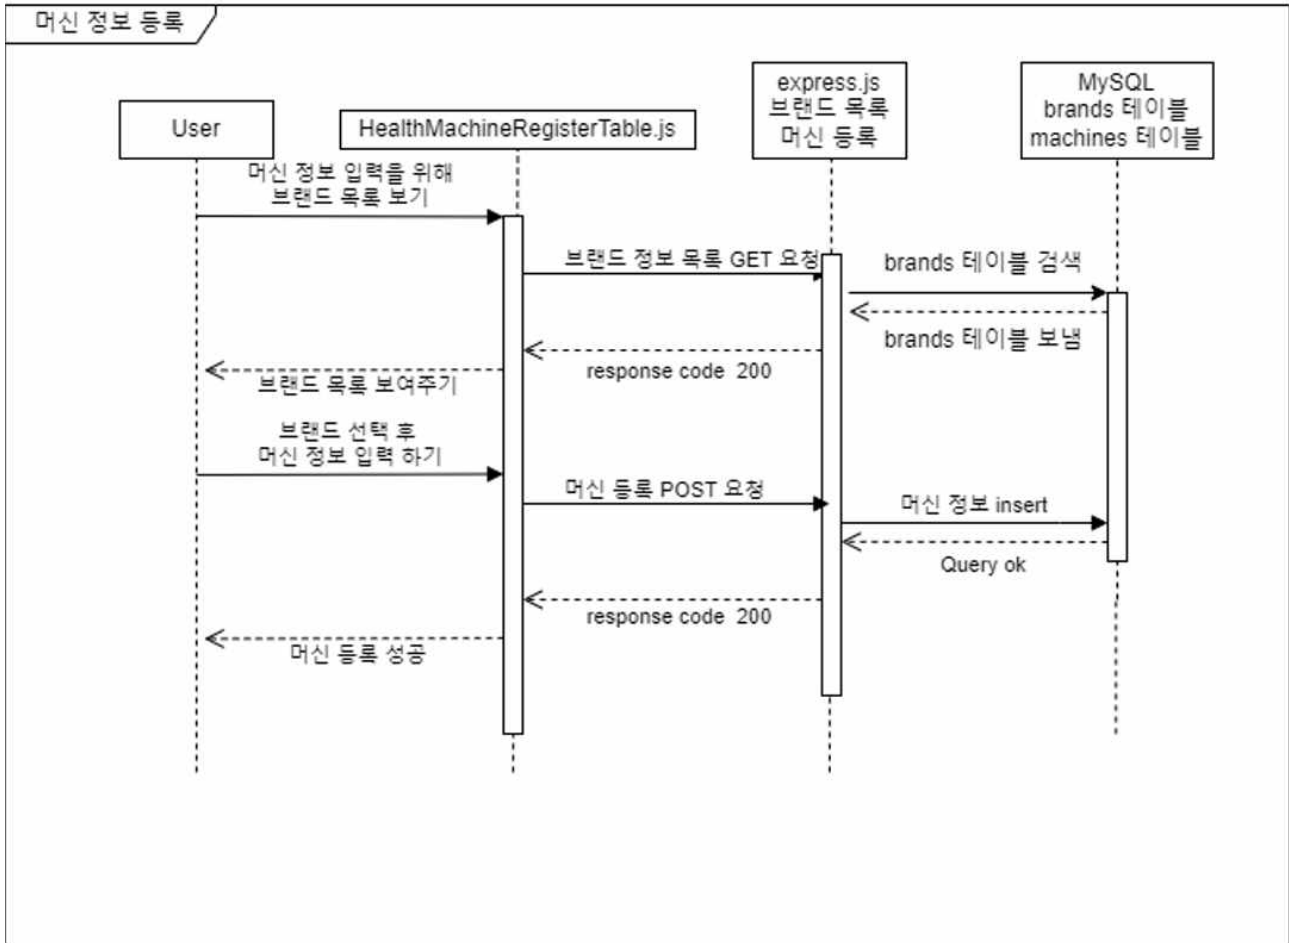 머신 정보 등록
User
HealthMachineRegisterTable.js
express.js
브랜드 목록
머신 등록
MySQL
brands 테이블
machines 테이블
머신 정보 입력을 위해
브랜드 목록 보기
브랜드 정보 목록 GET 요청
brands 테이블 검색
brands 테이블 보냄
response code 200
브랜드 목록 보여주기
브랜드 선택 후
머신 정보 입력 하기
머신 등록 POST 요청
머신 정보 insert
Query ok
response code 200
머신 등록 성공